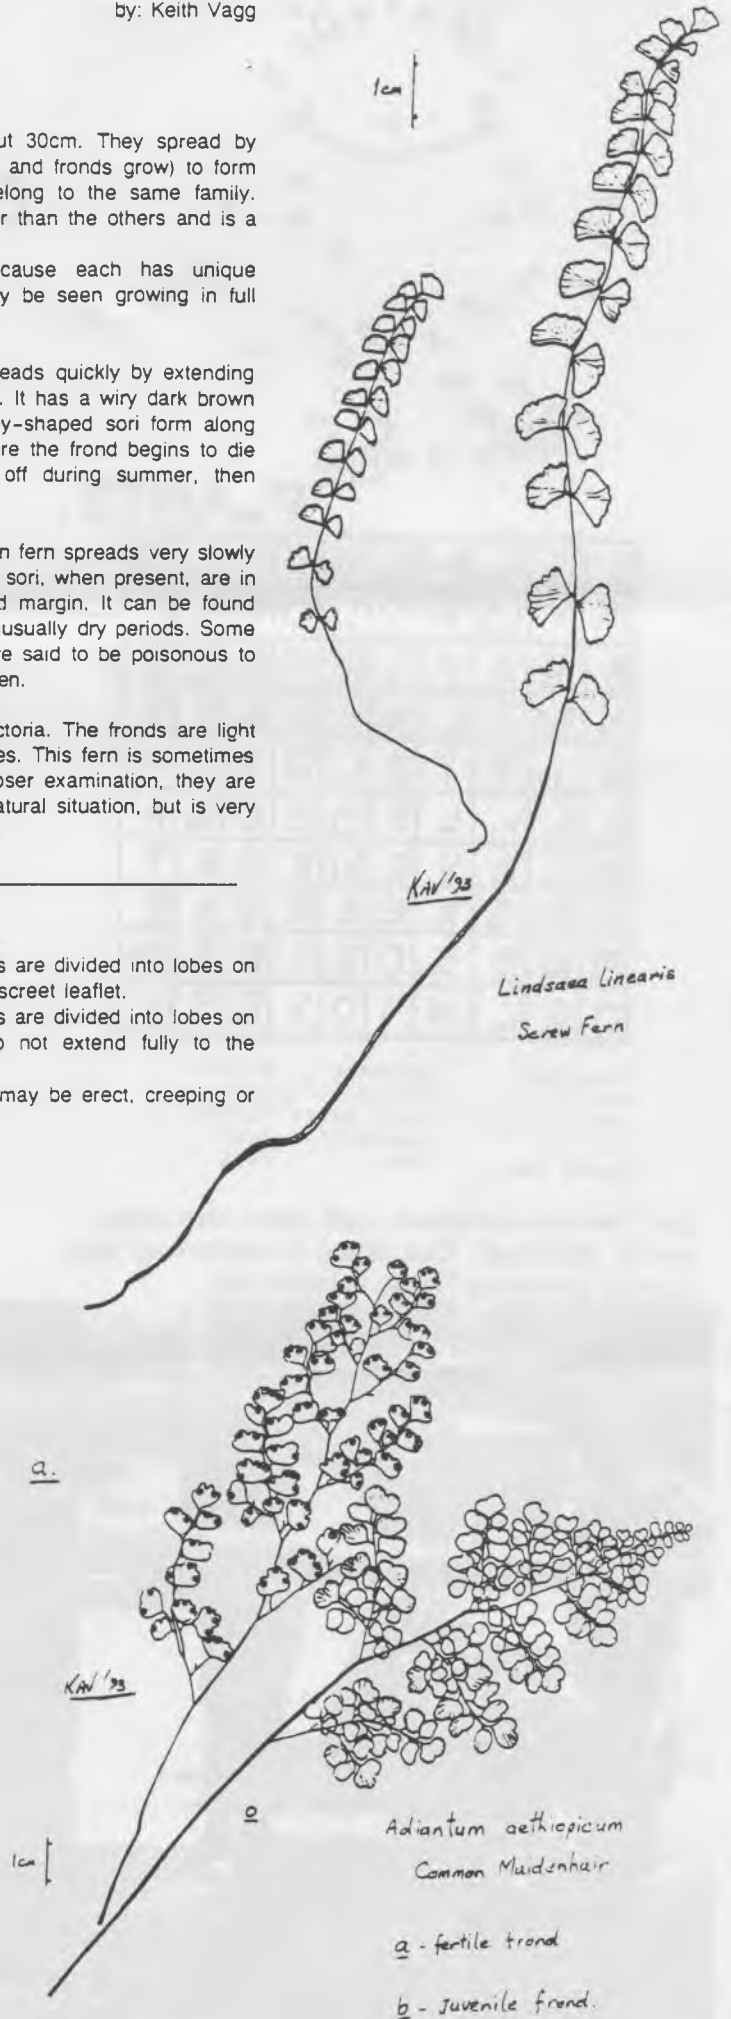 by: Keith Vagg
1cm
ut 30cm. They spread by
and fronds grow) to form
elong to the same family.
r than the others and is a
cause each has unique
y be seen growing in full
eads quickly by extending
. It has a wiry dark brown
y-shaped sori form along
re the frond begins to die
off during summer, then
n fern spreads very slowly
sori, when present, are in
d margin. It can be found
nusually dry periods. Some
re said to be poisonous to
en.
ctoria. The fronds are light
es. This fern is sometimes
oser examination, they are
atural situation, but is very
KAV '93
s are divided into lobes on
screet leaflet.
s are divided into lobes on
o not extend fully to the
may be erect, creeping or
Lindsaea linearis
Screw Fern
a.
KAV '93
o
1cm
Adiantum aethiopicum
Common Maidenhair
a - fertile frond
b - Juvenile frond.